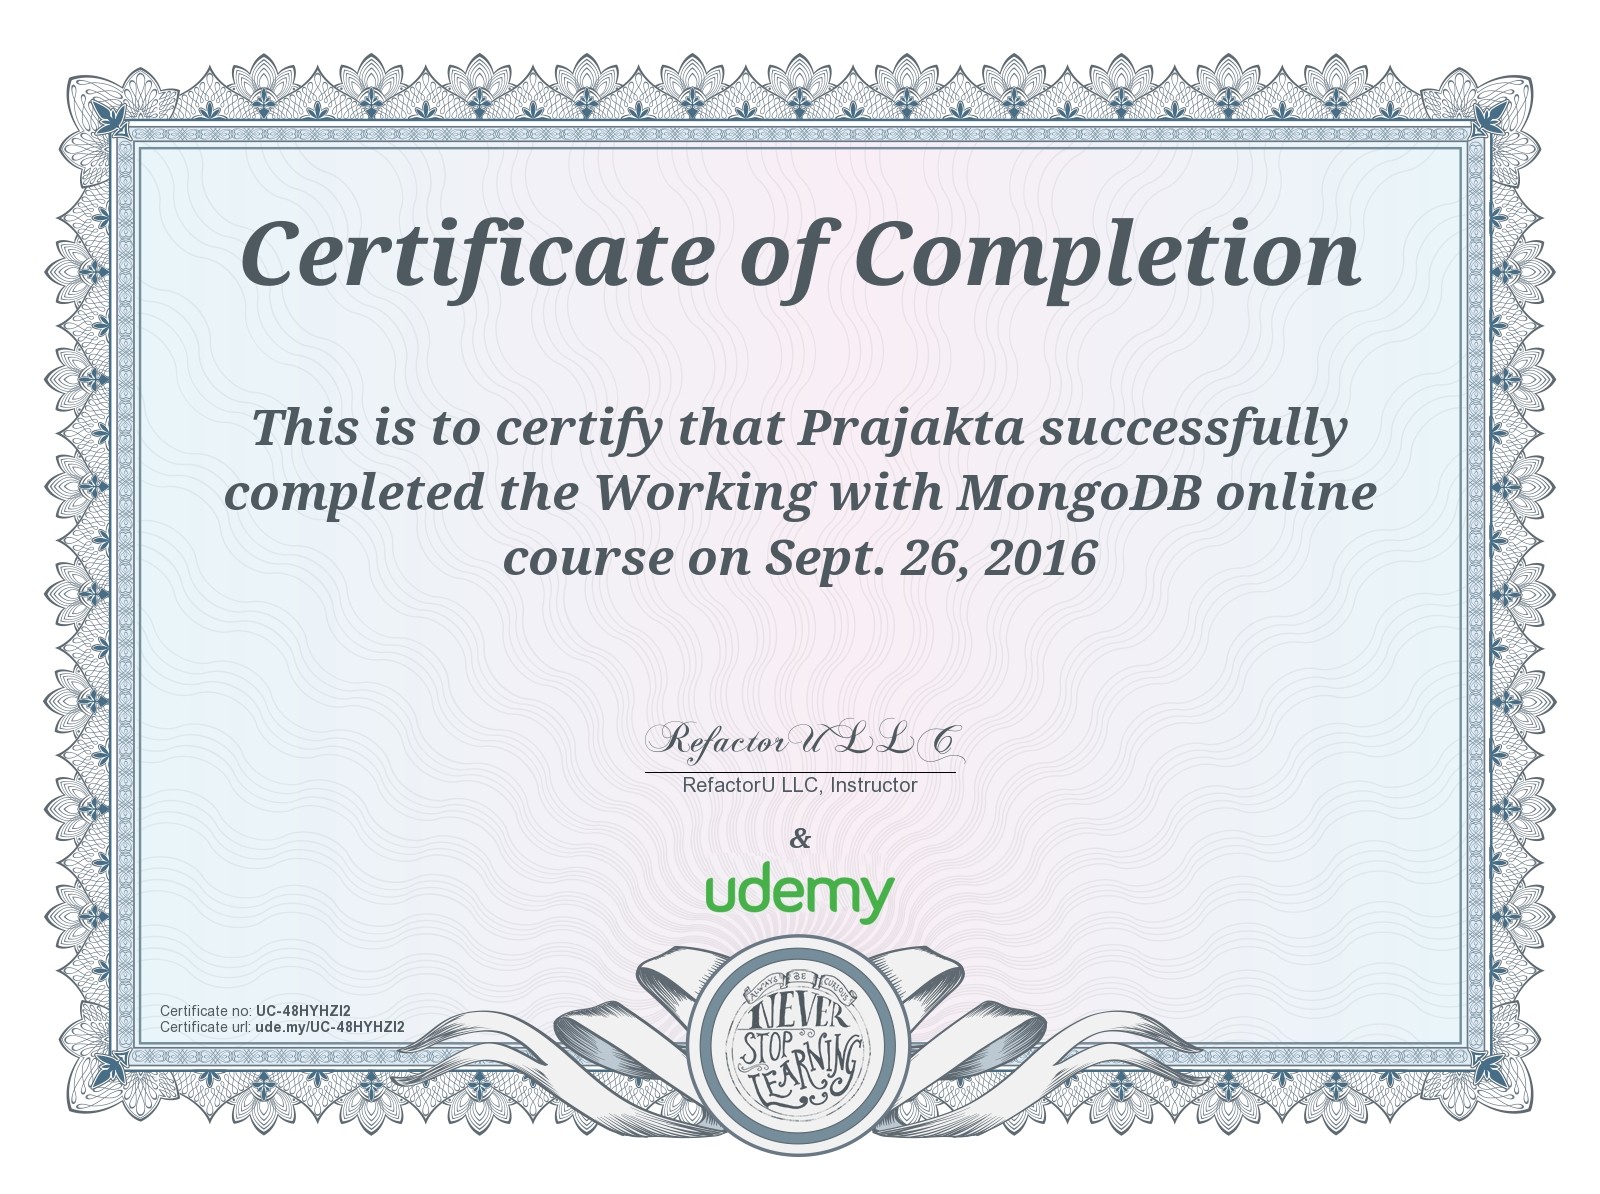 Certificate of Completion
This is to certify that Prajakta successfully
completed the Working with MongoDB online
course on Sept. 26, 2016
RefactorU LLC
RefactorU LLC, Instructor
&
udemy
Certificate no: UC-48HYHZI2
Certificate url: ude.my/UC-48HYHZI2
ALWAYS BE CURIOUS
NEVER
STOP
LEARNING